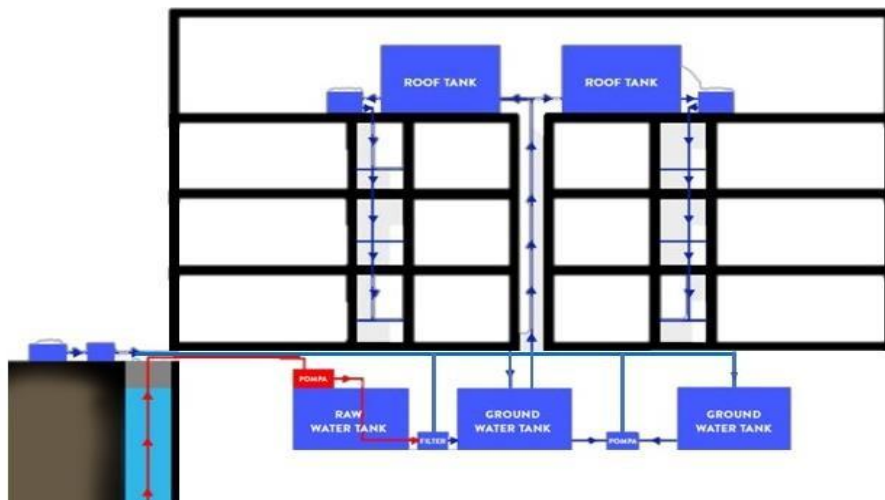 ROOF TANK
ROOF TANK
POMPA
RAW
WATER TANK
FILTER
GROUND
WATER TANK
POMPA
GROUND
WATER TANK